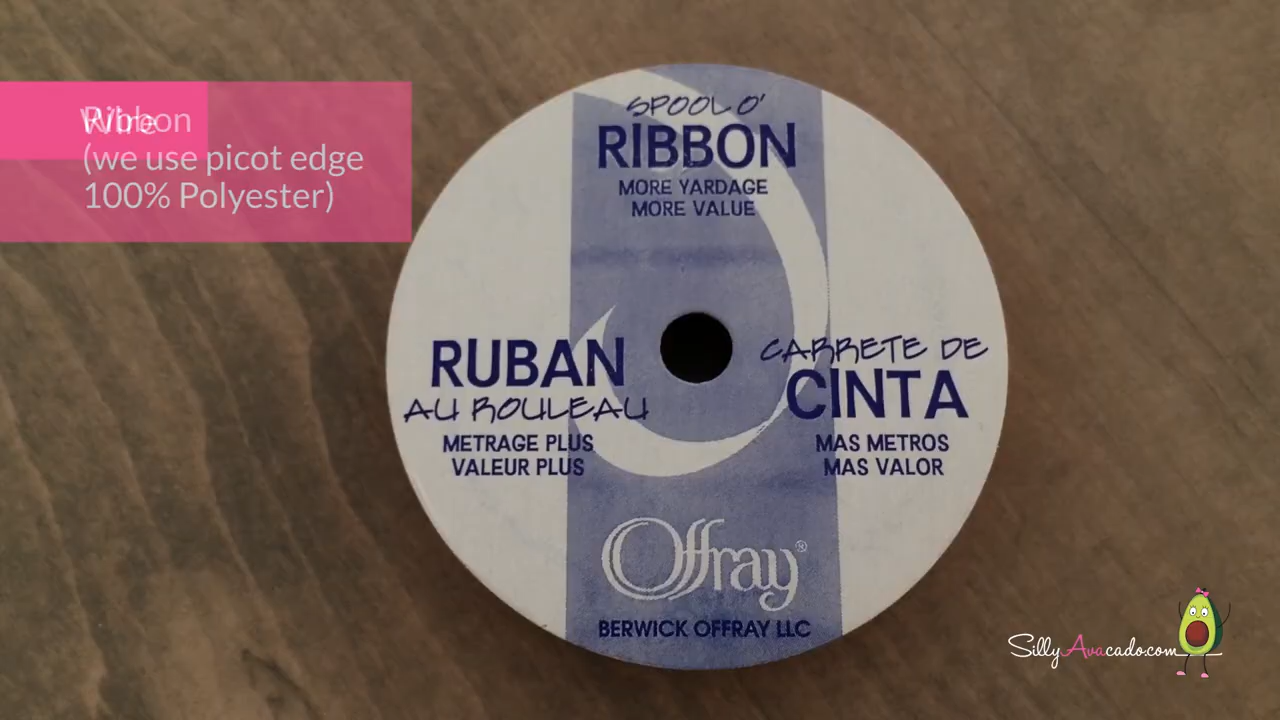 Ribbon
Wire
(we use picot edge
100% Polyester)
SPOOL O'
RIBBON
MORE YARDAGE
MORE VALUE
RUBAN
AU ROULEAU
METRAGE PLUS
VALEUR PLUS
CARRETE DE
CINTA
MAS METROS
MAS VALOR
Offray®
BERWICK OFFRAY LLC
SillyAvacado.com